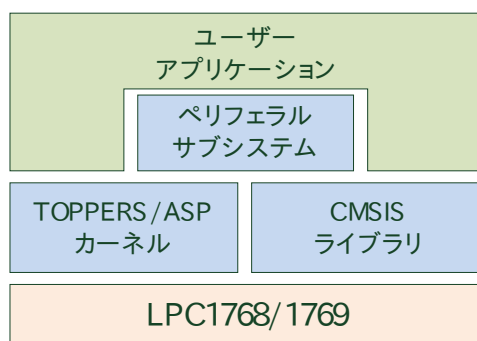 ユーザー
アプリケーション
ペリフェラル
サブシステム
TOPPERS/ASP
カーネル
CMSIS
ライブラリ
LPC1768/1769